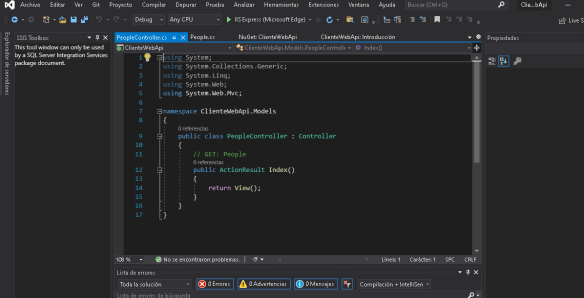 Archivo Editar Ver Git Proyecto Compilar Depurar Prueba Analizar Herramientas Extensiones Ventana Ayuda Buscar (Ctrl+Q) Clie...bApi
Debug Any CPU IIS Express (Microsoft Edge) Live S
Explorador de servidores
SSIS Toolbox
This tool window can only be used by a SQL Server Integration Services package document.
PeopleController.cs People.cs NuGet: ClienteWebApi ClienteWebApi: Introducción
ClienteWebApi ClienteWebApi.Models.PeopleControlle Index()
Propiedades
1 using System;
2 using System.Collections.Generic;
3 using System.Linq;
4 using System.Web;
5 using System.Web.Mvc;
6
7 namespace ClienteWebApi.Models
8 {
0 referencias
9 public class PeopleController : Controller
10 {
11 // GET: People
0 referencias
12 public ActionResult Index()
13 {
14 return View();
15 }
16 }
17 }
108 % No se encontraron problemas. Línea: 1 Carácter: 1 SPC CRLF
Lista de errores
Toda la solución 0 Errores 0 Advertencias 0 Mensajes Compilación + IntelliSen
Buscar en lista de errores